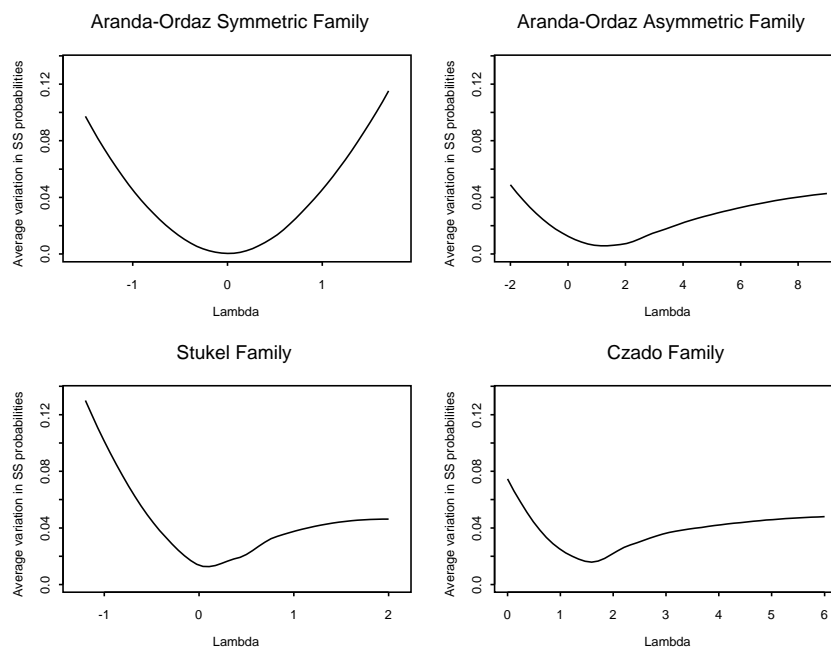 Aranda-Ordaz Symmetric Family
Average variation in SS probabilities
0.0 0.04 0.08 0.12
-1 0 1
Lambda
Aranda-Ordaz Asymmetric Family
Average variation in SS probabilities
0.0 0.04 0.08 0.12
-2 0 2 4 6 8
Lambda
Stukel Family
Average variation in SS probabilities
0.0 0.04 0.08 0.12
-1 0 1 2
Lambda
Czado Family
Average variation in SS probabilities
0.0 0.04 0.08 0.12
0 1 2 3 4 5 6
Lambda